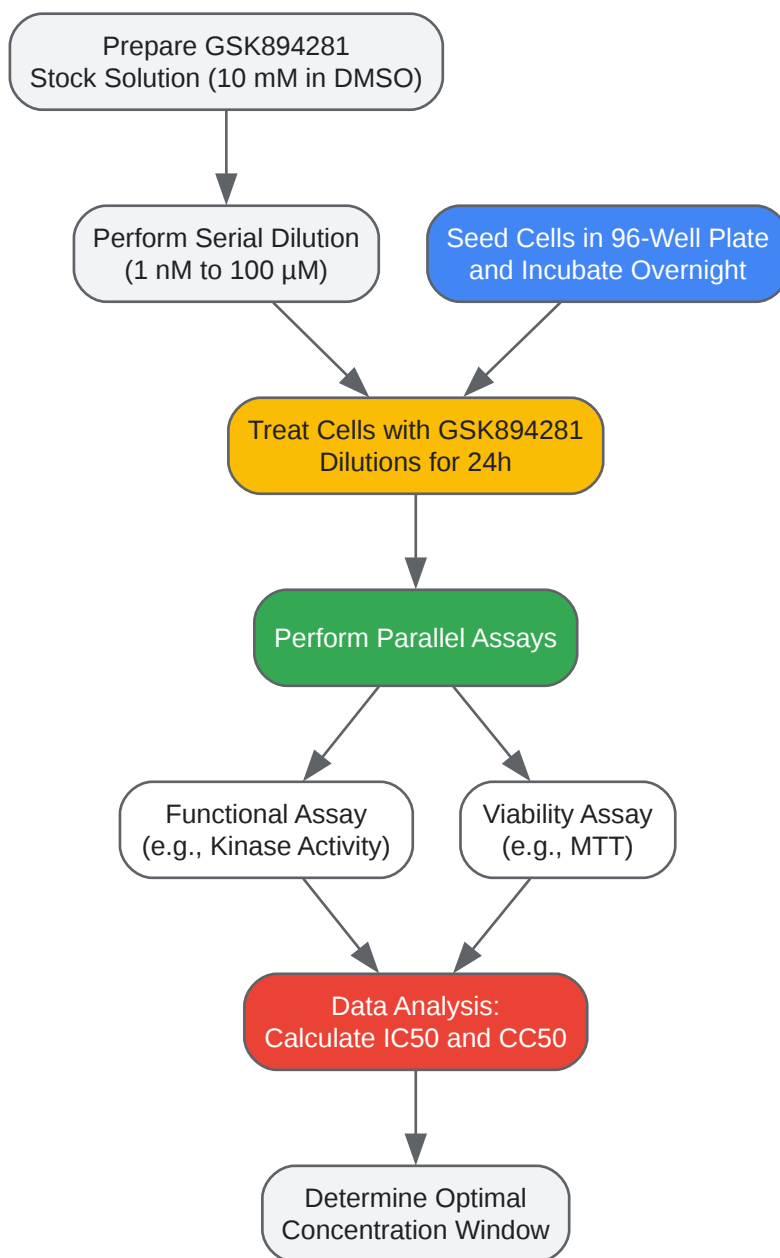 Prepare GSK894281
Stock Solution (10 mM in DMSO)
Perform Serial Dilution
(1 nM to 100 µM)
Seed Cells in 96-Well Plate
and Incubate Overnight
Treat Cells with GSK894281
Dilutions for 24h
Perform Parallel Assays
Functional Assay
(e.g., Kinase Activity)
Viability Assay
(e.g., MTT)
Data Analysis:
Calculate IC50 and CC50
Determine Optimal
Concentration Window